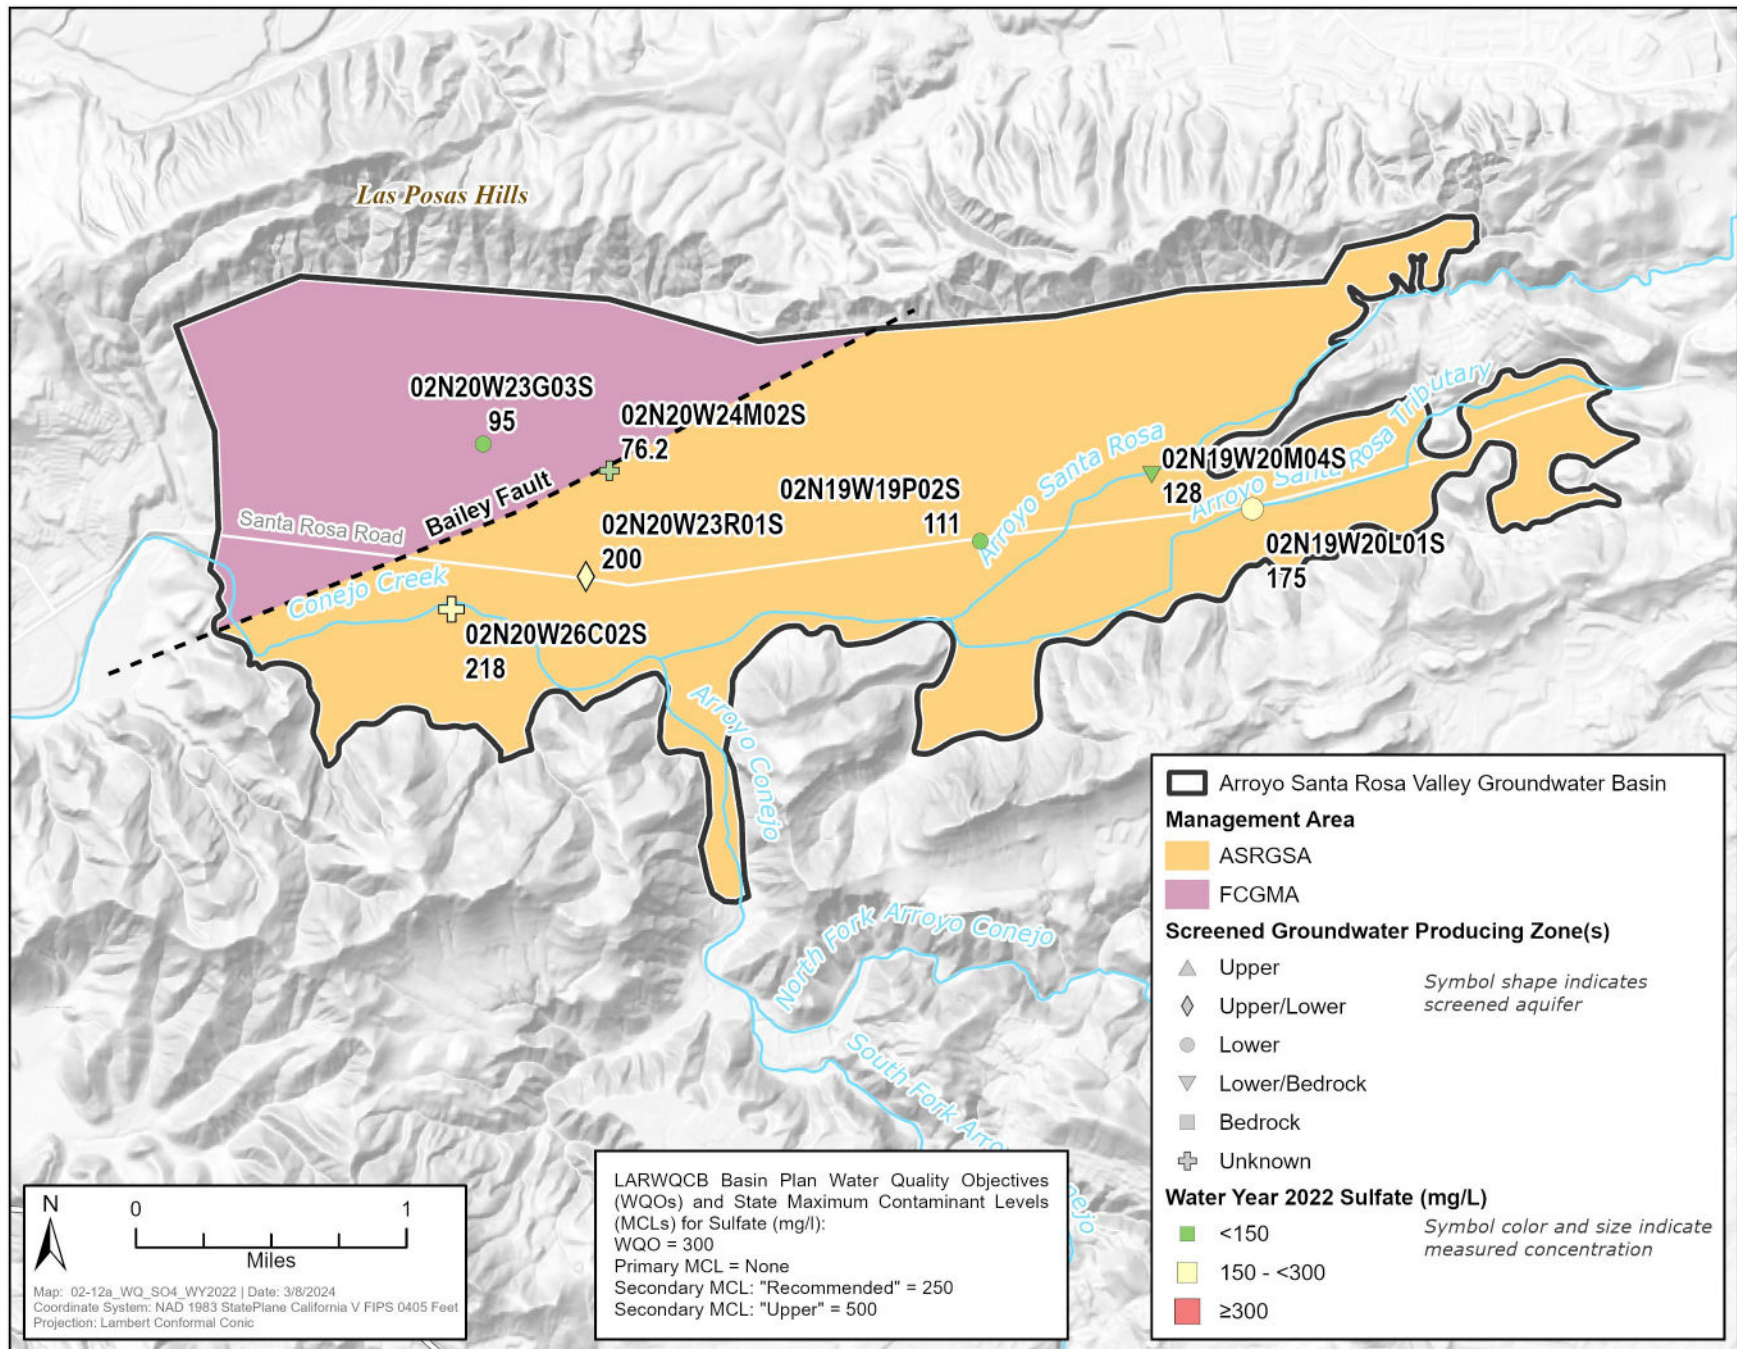 Las Posas Hills
02N20W23G03S
95
02N20W24M02S
76.2
Bailey Fault
Santa Rosa Road
02N20W23R01S
200
Conejo Creek
02N20W26C02S
218
02N19W19P02S
111
Arroyo Santa Rosa
02N19W20M04S
128
Arroyo Santa Rosa Tributary
02N19W20L01S
175
Arroyo Conejo
North Fork Arroyo Conejo
South Fork Arro
nejo
Arroyo Santa Rosa Valley Groundwater Basin
Management Area
ASRGSA
FCGMA
Screened Groundwater Producing Zone(s)
Upper
Upper/Lower
Lower
Lower/Bedrock
Bedrock
Unknown
Symbol shape indicates
screened aquifer
Water Year 2022 Sulfate (mg/L)
<150
150 - <300
≥300
Symbol color and size indicate
measured concentration
LARWQCB Basin Plan Water Quality Objectives
(WQOs) and State Maximum Contaminant Levels
(MCLs) for Sulfate (mg/l):
WQO = 300
Primary MCL = None
Secondary MCL: "Recommended" = 250
Secondary MCL: "Upper" = 500
N
0 1
Miles
Map: 02-12a_WQ_SO4_WY2022 | Date: 3/8/2024
Coordinate System: NAD 1983 StatePlane California V FIPS 0405 Feet
Projection: Lambert Conformal Conic